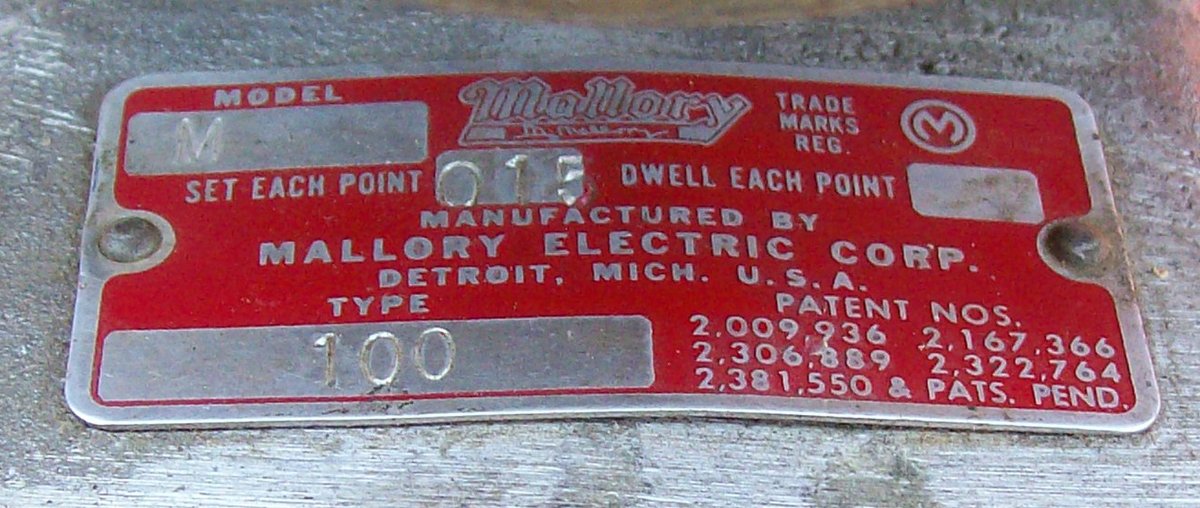 MODEL
M
Mallory
TRADE
MARKS
REG.
M
SET EACH POINT 015 DWELL EACH POINT
MANUFACTURED BY
MALLORY ELECTRIC CORP.
DETROIT, MICH. U.S.A.
TYPE
100
PATENT NOS.
2,009,936 2,167,366
2,306,889 2,322,764
2,381,550 & PATS. PEND.